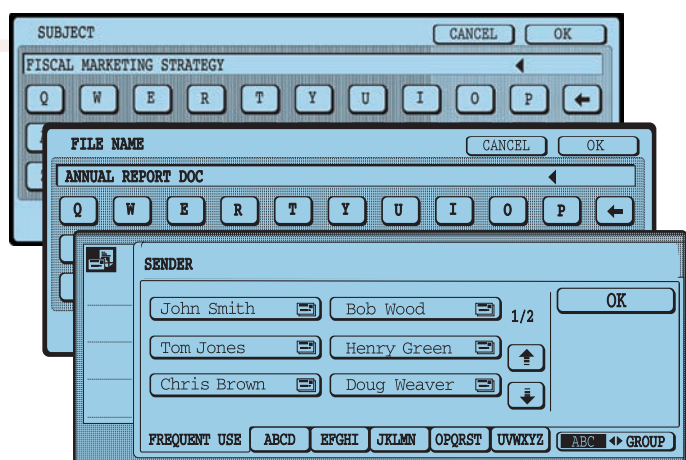 SUBJECT CANCEL OK
FISCAL MARKETING STRATEGY
Q W E R T Y U I O P
FILE NAME CANCEL OK
ANNUAL REPORT DOC
Q W E R T Y U I O P
SENDER
John Smith Bob Wood 1/2 OK
Tom Jones Henry Green
Chris Brown Doug Weaver
FREQUENT USE ABCD EFGHI JKLMN OPQRST UVWXYZ ABC GROUP